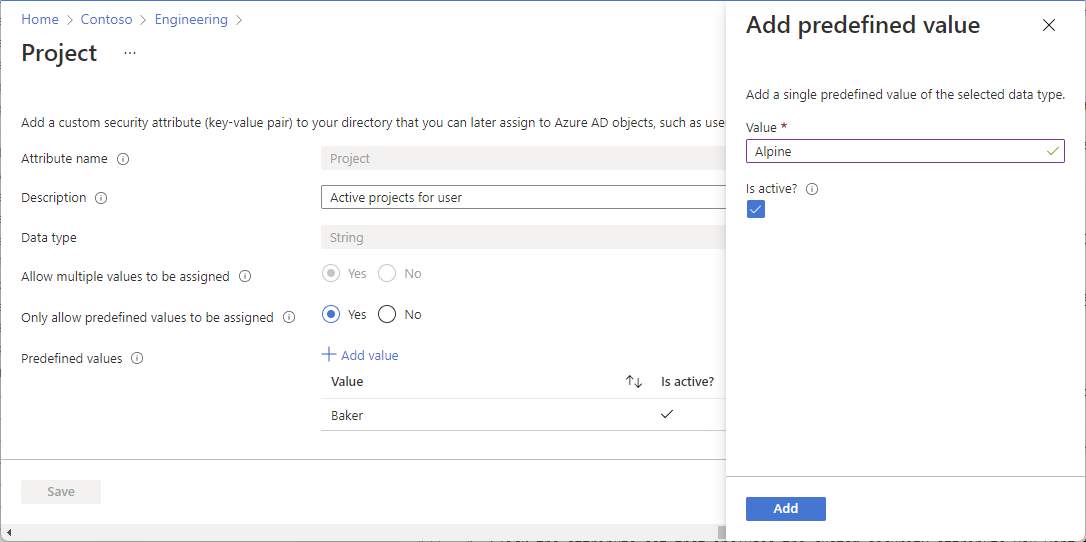 Home > Contoso > Engineering >
Project ...
Add a custom security attribute (key-value pair) to your directory that you can later assign to Azure AD objects, such as use
Attribute name
Project
Description
Active projects for user
Data type
String
Allow multiple values to be assigned
Yes No
Only allow predefined values to be assigned
Yes No
Predefined values
+ Add value
Value Is active?
Baker
Save
Add predefined value
Add a single predefined value of the selected data type.
Value *
Alpine
Is active?
Add